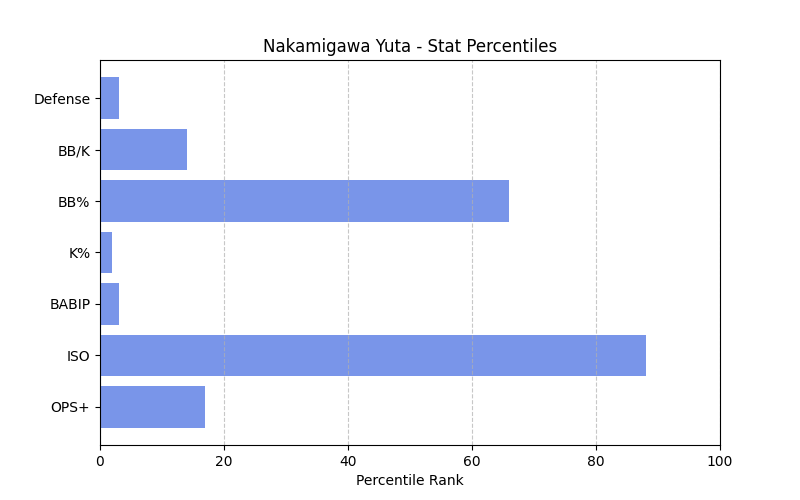 Nakamigawa Yuta - Stat Percentiles
Defense
BB/K
BB%
K%
BABIP
ISO
OPS+
0 20 40 60 80 100
Percentile Rank